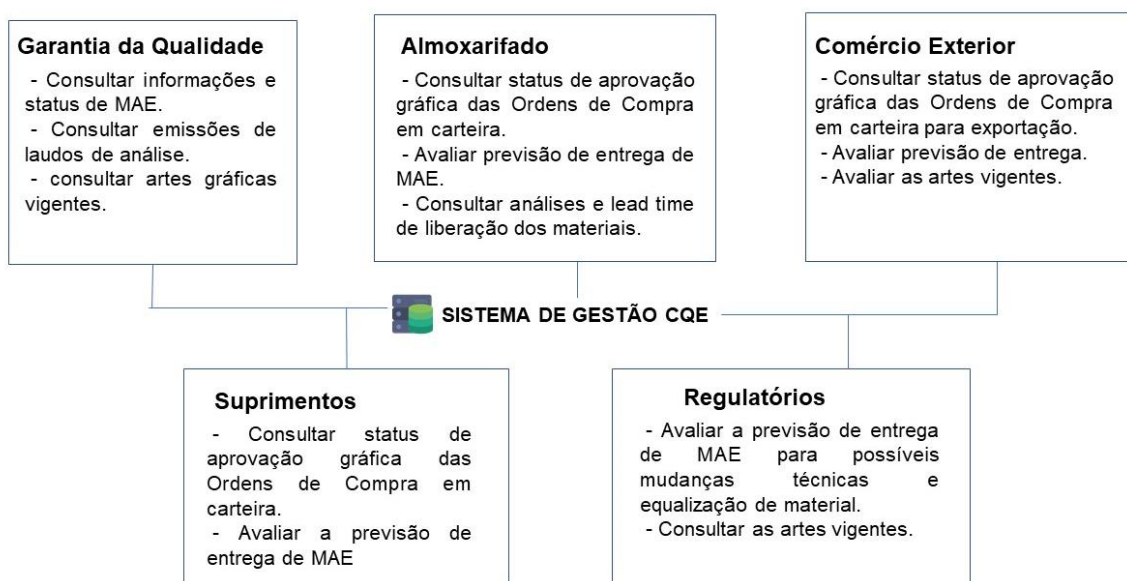 Garantia da Qualidade
- Consultar informações e
status de MAE.
- Consultar emissões de
laudos de análise.
- consultar artes gráficas
vigentes.
Almoxarifado
- Consultar status de aprovação
gráfica das Ordens de Compra
em carteira.
- Avaliar previsão de entrega de
MAE.
- Consultar análises e lead time
de liberação dos materiais.
Comércio Exterior
- Consultar status de aprovação
gráfica das Ordens de Compra
em carteira para exportação.
- Avaliar previsão de entrega.
- Avaliar as artes vigentes.
SISTEMA DE GESTÃO CQE
Suprimentos
- Consultar status de
aprovação gráfica das
Ordens de Compra em
carteira.
- Avaliar a previsão de
entrega de MAE
Regulatórios
- Avaliar a previsão de entrega
de MAE para possíveis
mudanças técnicas e
equalização de material.
- Consultar as artes vigentes.